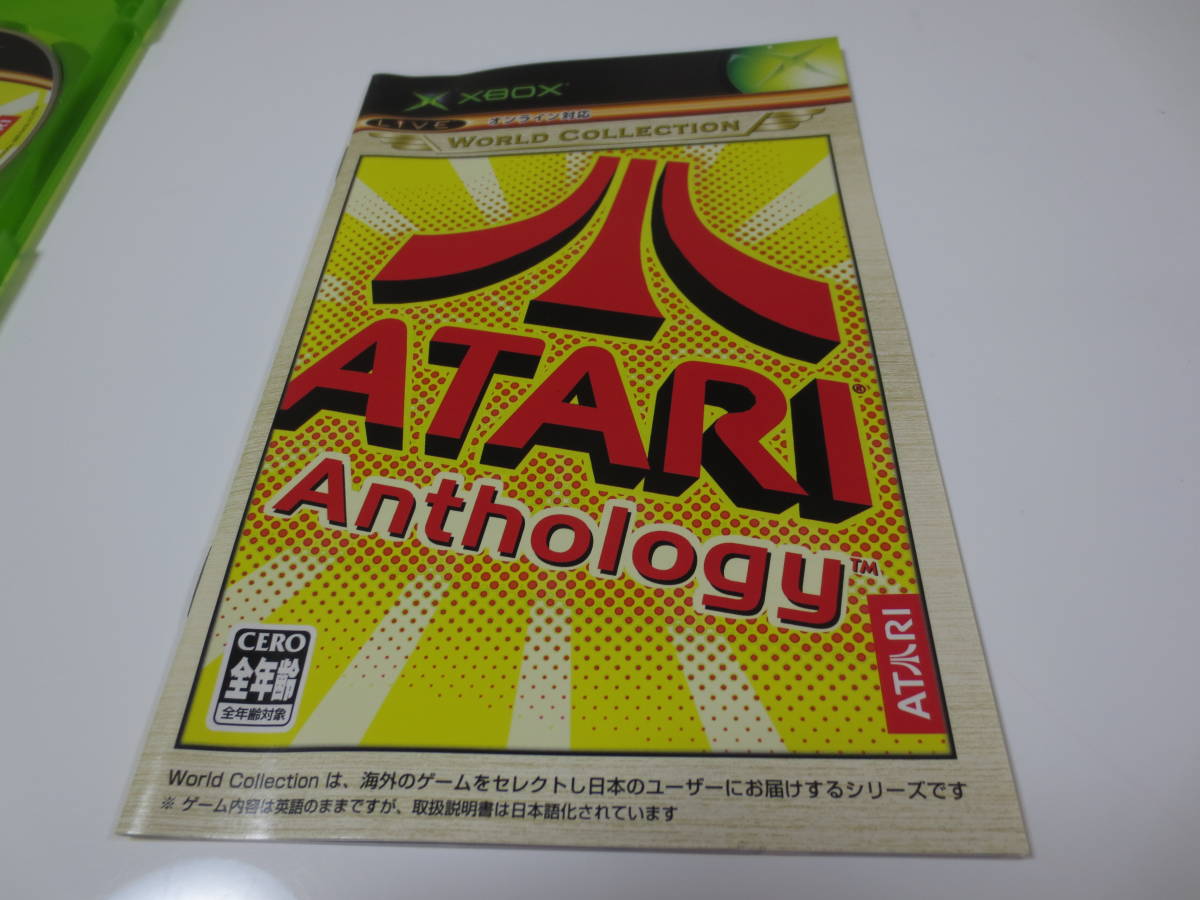 XBOX
LIVE オンライン対応
WORLD COLLECTION
ATARI®
Anthology™
ATARI
CERO
全年齢
全年齢対象
World Collection は、海外のゲームをセレクトし日本のユーザーにお届けするシリーズです
※ ゲーム内容は英語のままですが、取扱説明書は日本語化されています